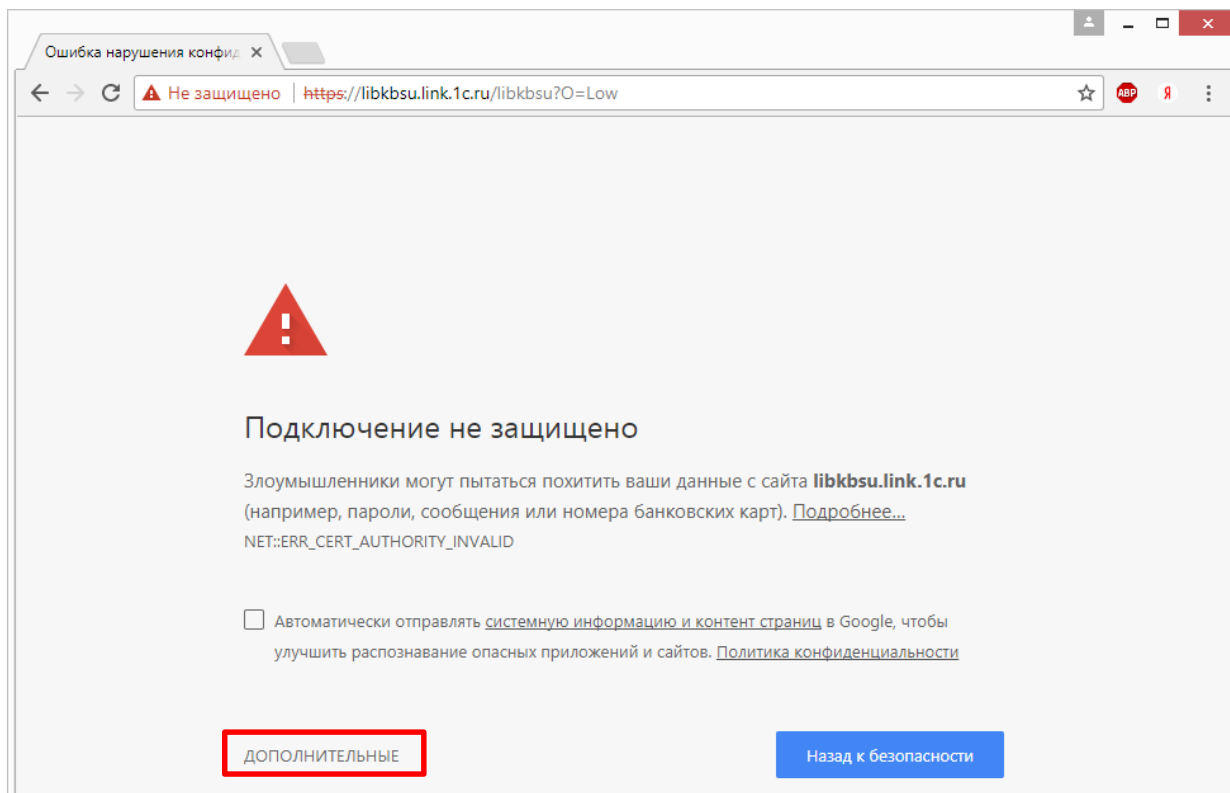 Ошибка нарушения конфид
Не защищено https://libkbsu.link.1c.ru/libkbsu?O=Low
ABP
Я
Подключение не защищено
Злоумышленники могут пытаться похитить ваши данные с сайта libkbsu.link.1c.ru
(например, пароли, сообщения или номера банковских карт). Подробнее...
NET::ERR_CERT_AUTHORITY_INVALID
Автоматически отправлять системную информацию и контент страниц в Google, чтобы
улучшить распознавание опасных приложений и сайтов. Политика конфиденциальности
ДОПОЛНИТЕЛЬНЫЕ
Назад к безопасности